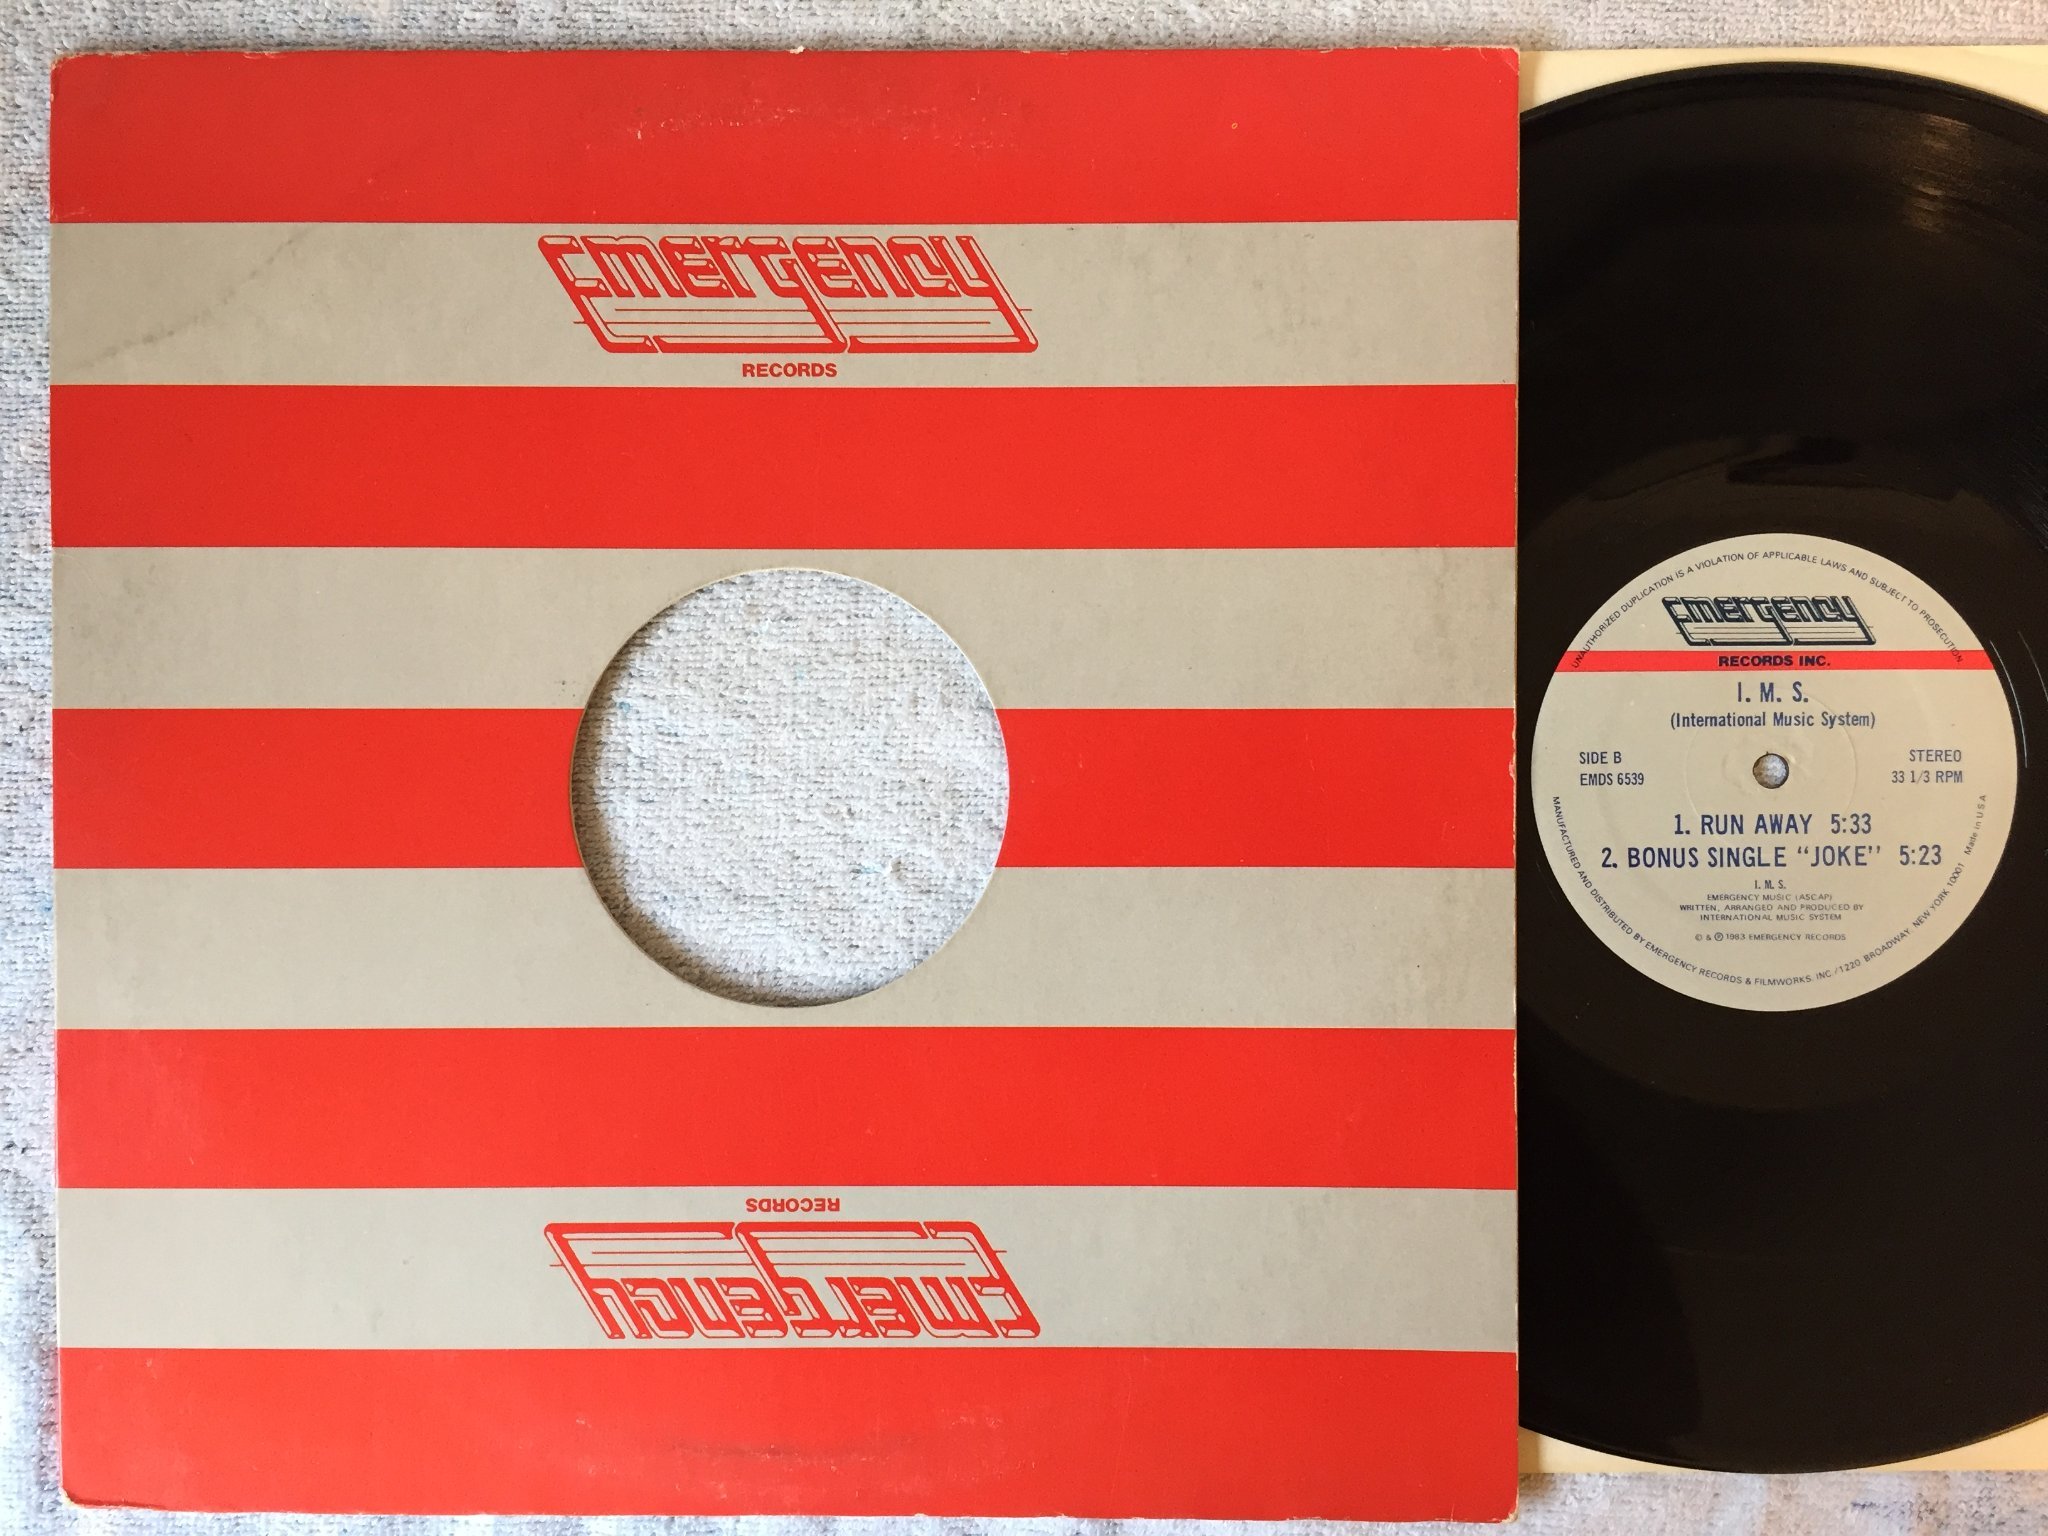 Emergency
RECORDS
RECORDS
Emergency
UNAUTHORIZED DUPLICATION IS A VIOLATION OF APPLICABLE LAWS AND SUBJECT TO PROSECUTION.
Emergency
RECORDS INC.
I. M. S.
(International Music System)
SIDE B
EMDS 6539
STEREO
33 1/3 RPM
1. RUN AWAY 5:33
2. BONUS SINGLE "JOKE" 5:23
I. M. S.
EMERGENCY MUSIC (ASCAP)
WRITTEN, ARRANGED AND PRODUCED BY
INTERNATIONAL MUSIC SYSTEM
© & ℗ 1983 EMERGENCY RECORDS
MANUFACTURED AND DISTRIBUTED BY EMERGENCY RECORDS & FILMWORKS, INC./1220 BROADWAY, NEW YORK 10001 Made in U.S.A